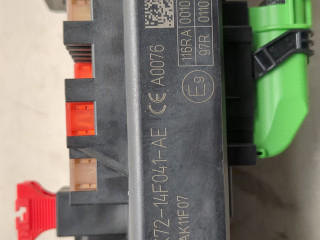 116RA 0010
97R 0110
E9
CE A0076
72-14F041-AE
AK11F07